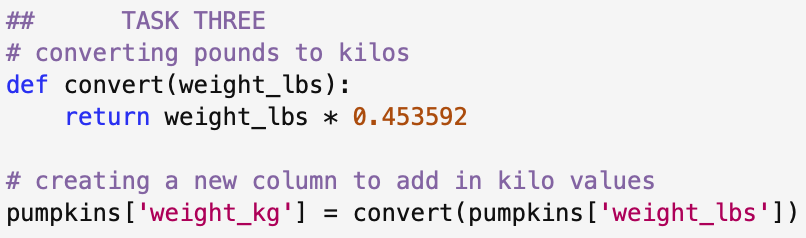 ##      TASK THREE
# converting pounds to kilos
def convert(weight_lbs):
    return weight_lbs * 0.453592
# creating a new column to add in kilo values
pumpkins['weight_kg'] = convert(pumpkins['weight_lbs'])